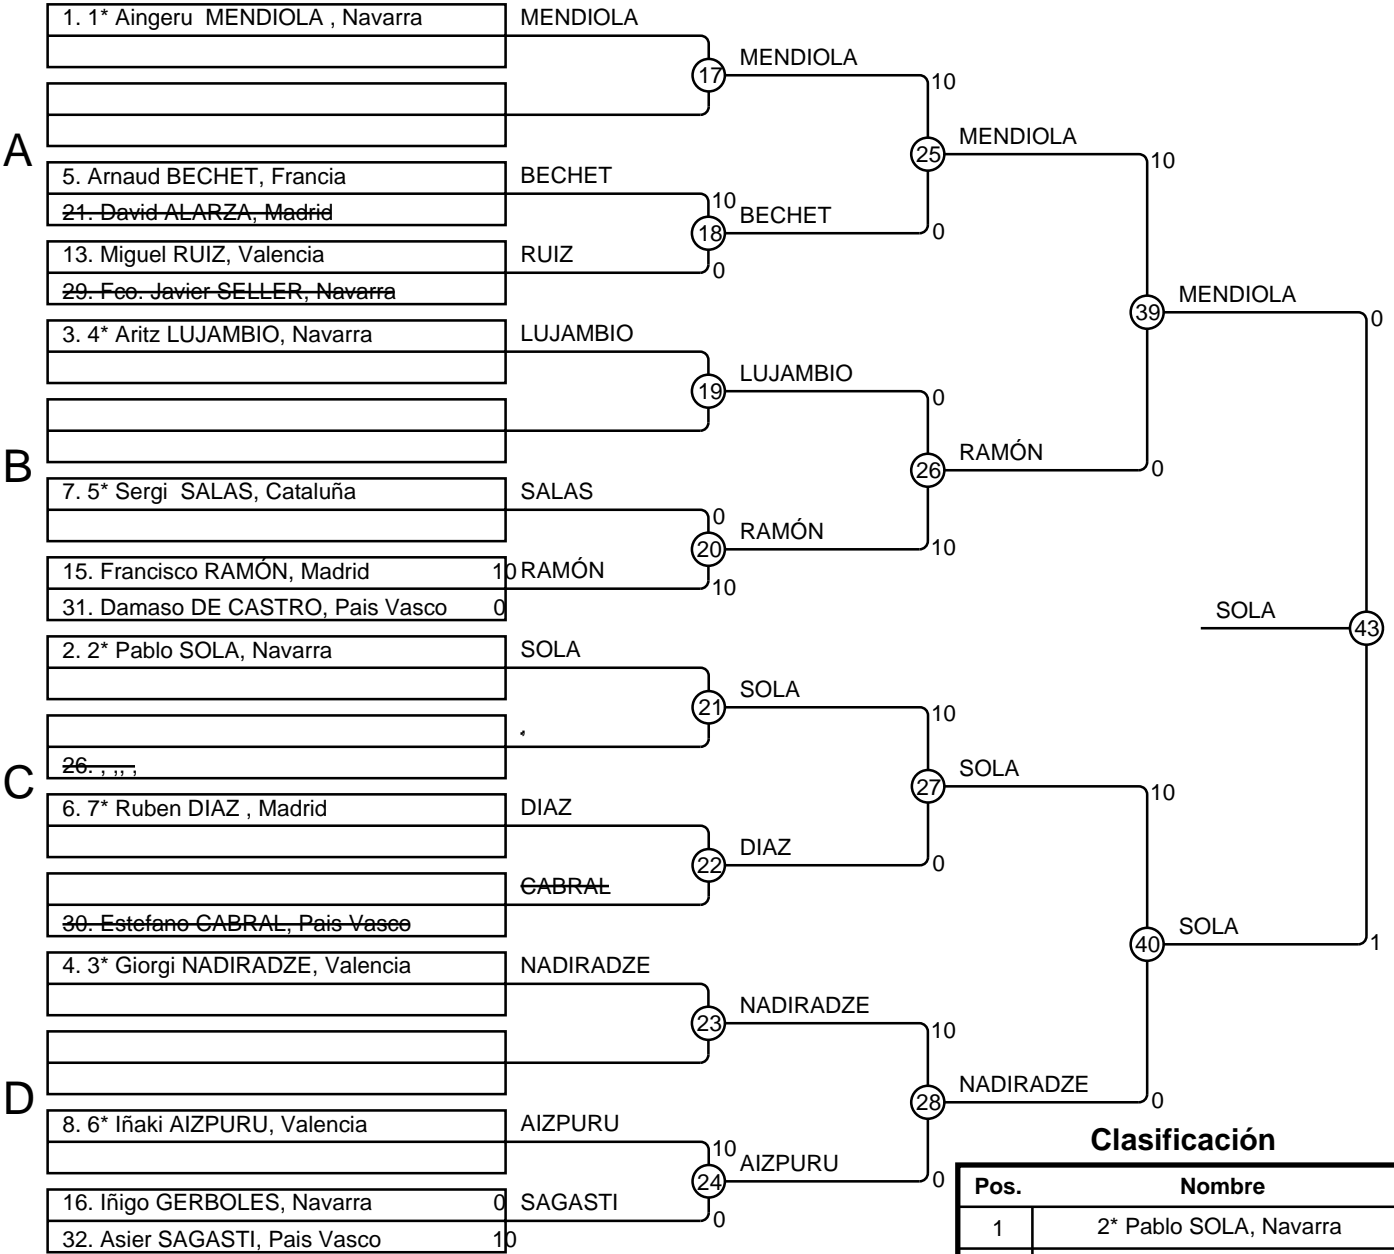 1. 1* Aingeru MENDIOLA , Navarra MENDIOLA
MENDIOLA
17
10
A
MENDIOLA
25
10
5. Arnaud BECHET, Francia BECHET
10
21. David ALARZA, Madrid
BECHET
18
0
13. Miguel RUIZ, Valencia RUIZ
0
29. Fco. Javier SELLER, Navarra
MENDIOLA
39
0
3. 4* Aritz LUJAMBIO, Navarra LUJAMBIO
LUJAMBIO
19
0
B
RAMÓN
26
0
7. 5* Sergi SALAS, Cataluña SALAS
0
RAMÓN
20
10
15. Francisco RAMÓN, Madrid 10 RAMÓN
10
31. Damaso DE CASTRO, Pais Vasco 0
SOLA
43
2. 2* Pablo SOLA, Navarra SOLA
SOLA
21
10
26. , ,, ,
C
SOLA
27
10
6. 7* Ruben DIAZ , Madrid DIAZ
DIAZ
22
0
CABRAL
30. Estefano CABRAL, Pais Vasco
SOLA
40
1
4. 3* Giorgi NADIRADZE, Valencia NADIRADZE
NADIRADZE
23
10
D
NADIRADZE
28
0
8. 6* Iñaki AIZPURU, Valencia AIZPURU
10
AIZPURU
24
0
16. Iñigo GERBOLES, Navarra 0 SAGASTI
0
32. Asier SAGASTI, Pais Vasco 10
Clasificación
Pos. Nombre
1 2* Pablo SOLA, Navarra